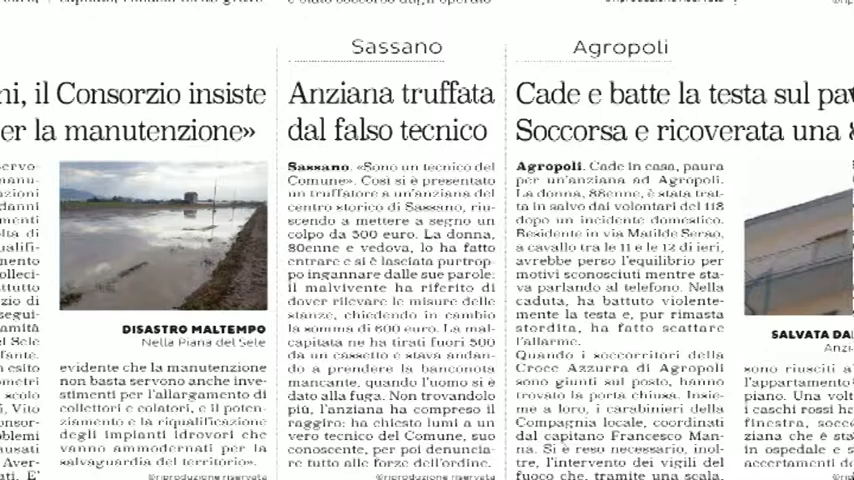 Sassano
Agropoli
ni, il Consorzio insiste
er la manutenzione»
DISASTRO MALTEMPO
Nella Piana del Sele
evidente che la manutenzione
non basta servono anche inve-
stimenti per l'allargamento di
collettori e colatori, e il poten-
ziamento e la riqualificazione
degli impianti idrovori che
vanno ammodernati per la
salvaguardia del territorio».
©riproduzione riservata
Anziana truffata
dal falso tecnico
Sassano. «Sono un tecnico del
Comune». Così si è presentato
un truffatore a un'anziana del
centro storico di Sassano, riu-
scendo a mettere a segno un
colpo da 500 euro. La donna,
80enne e vedova, lo ha fatto
entrare e si è lasciata purtrop-
po ingannare dalle sue parole:
il malvivente ha riferito di
dover rilevare le misure delle
stanze, chiedendo in cambio
la somma di 600 euro. La mal-
capitata ne ha tirati fuori 500
da un cassetto e stava andan-
do a prendere la banconota
mancante, quando l'uomo si è
dato alla fuga. Non trovandolo
più, l'anziana ha compreso il
raggiro: ha chiesto lumi a un
vero tecnico del Comune, suo
conoscente, per poi denuncia-
re tutto alle forze dell'ordine.
©riproduzione riservata
Cade e batte la testa sul pav
Soccorsa e ricoverata una 8
Agropoli. Cade in casa, paura
per un'anziana ad Agropoli.
La donna, 88enne, è stata trat-
ta in salvo dai volontari del 118
dopo un incidente domestico.
Residente in via Matilde Serao,
a cavallo tra le 11 e le 12 di ieri,
avrebbe perso l'equilibrio per
motivi sconosciuti mentre sta-
va parlando al telefono. Nella
caduta, ha battuto violente-
mente la testa e, pur rimasta
stordita, ha fatto scattare
l'allarme.
Quando i soccorritori della
Croce Azzurra di Agropoli
sono giunti sul posto, hanno
trovato la porta chiusa. Insie-
me a loro, i carabinieri della
Compagnia locale, coordinati
dal capitano Francesco Man-
na. Si è reso necessario, inol-
tre, l'intervento dei vigili del
fuoco che, tramite una scala,
SALVATA DA
Anzi
sono riusciti a
l'appartamento
piano. Una volt
i caschi rossi h
finestra, socc
ziana che è sta
in ospedale e s
accertamenti d